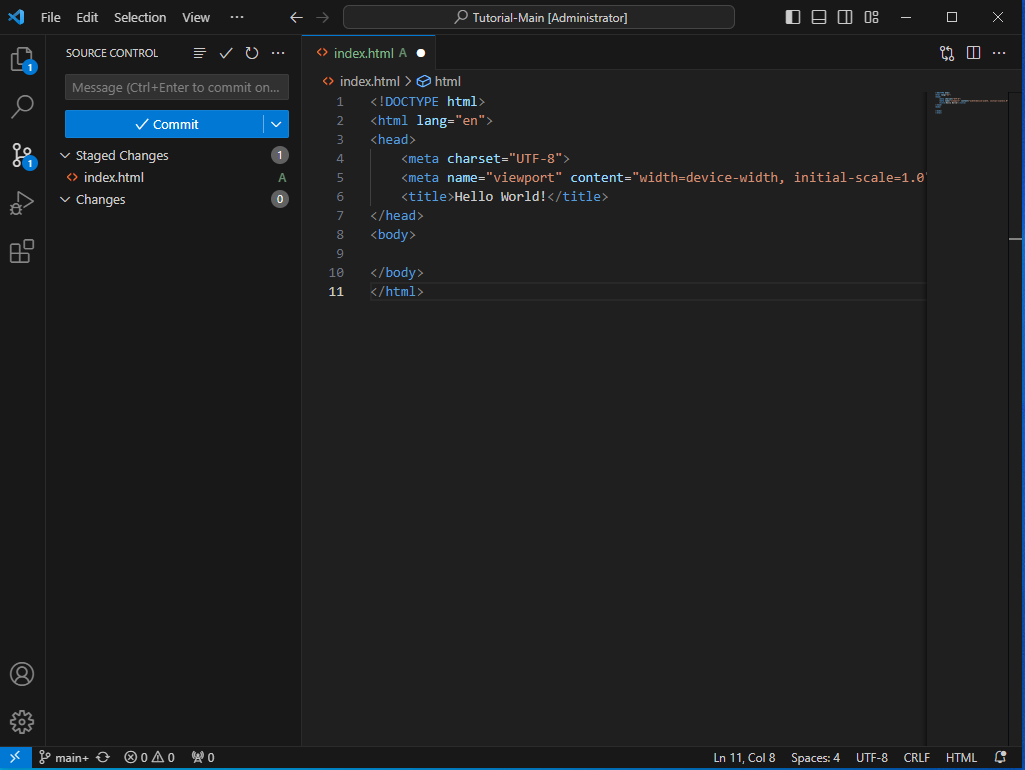 File Edit Selection View ··· Tutorial-Main [Administrator]
SOURCE CONTROL
Message (Ctrl+Enter to commit on...
Commit
Staged Changes 1
index.html A
Changes 0
1
1
index.html A
index.html > html
1 <!DOCTYPE html>
2 <html lang="en">
3 <head>
4 <meta charset="UTF-8">
5 <meta name="viewport" content="width=device-width, initial-scale=1.0"
6 <title>Hello World!</title>
7 </head>
8 <body>
9
10 </body>
11 </html>
main+ 0 0 0 Ln 11, Col 8 Spaces: 4 UTF-8 CRLF HTML